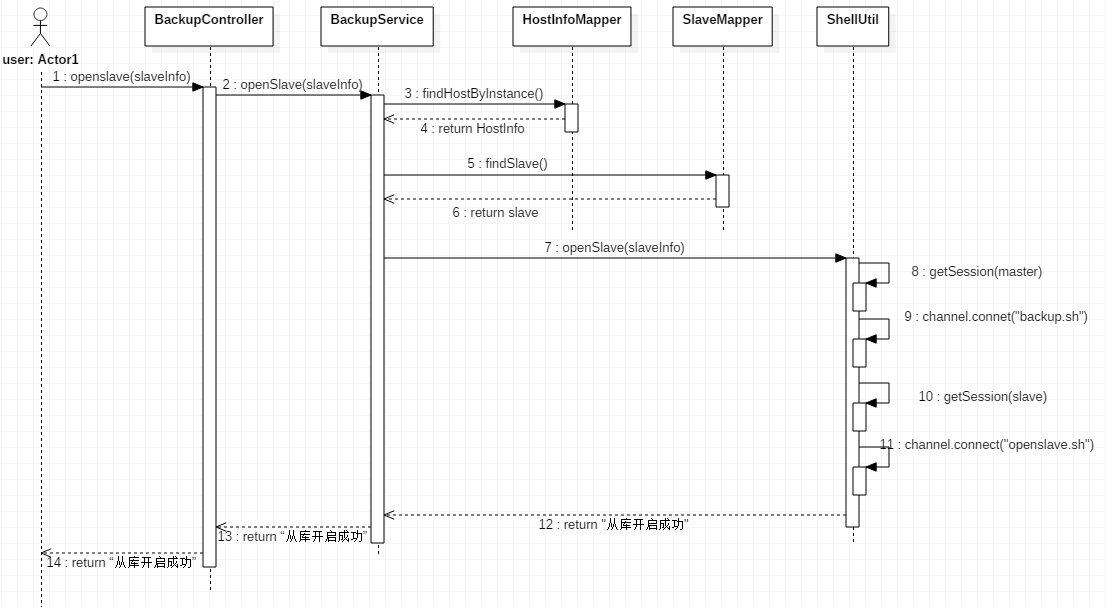 BackupController
BackupService
HostInfoMapper
SlaveMapper
ShellUtil
user: Actor1
1 : openslave(slaveInfo)
2 : openSlave(slaveInfo)
3 : findHostByInstance()
4 : return HostInfo
5 : findSlave()
6 : return slave
7 : openSlave(slaveInfo)
8 : getSession(master)
9 : channel.connet("backup.sh")
10 : getSession(slave)
11 : channel.connect("openslave.sh")
12 : return "从库开启成功"
13 : return “从库开启成功”
14 : return “从库开启成功”